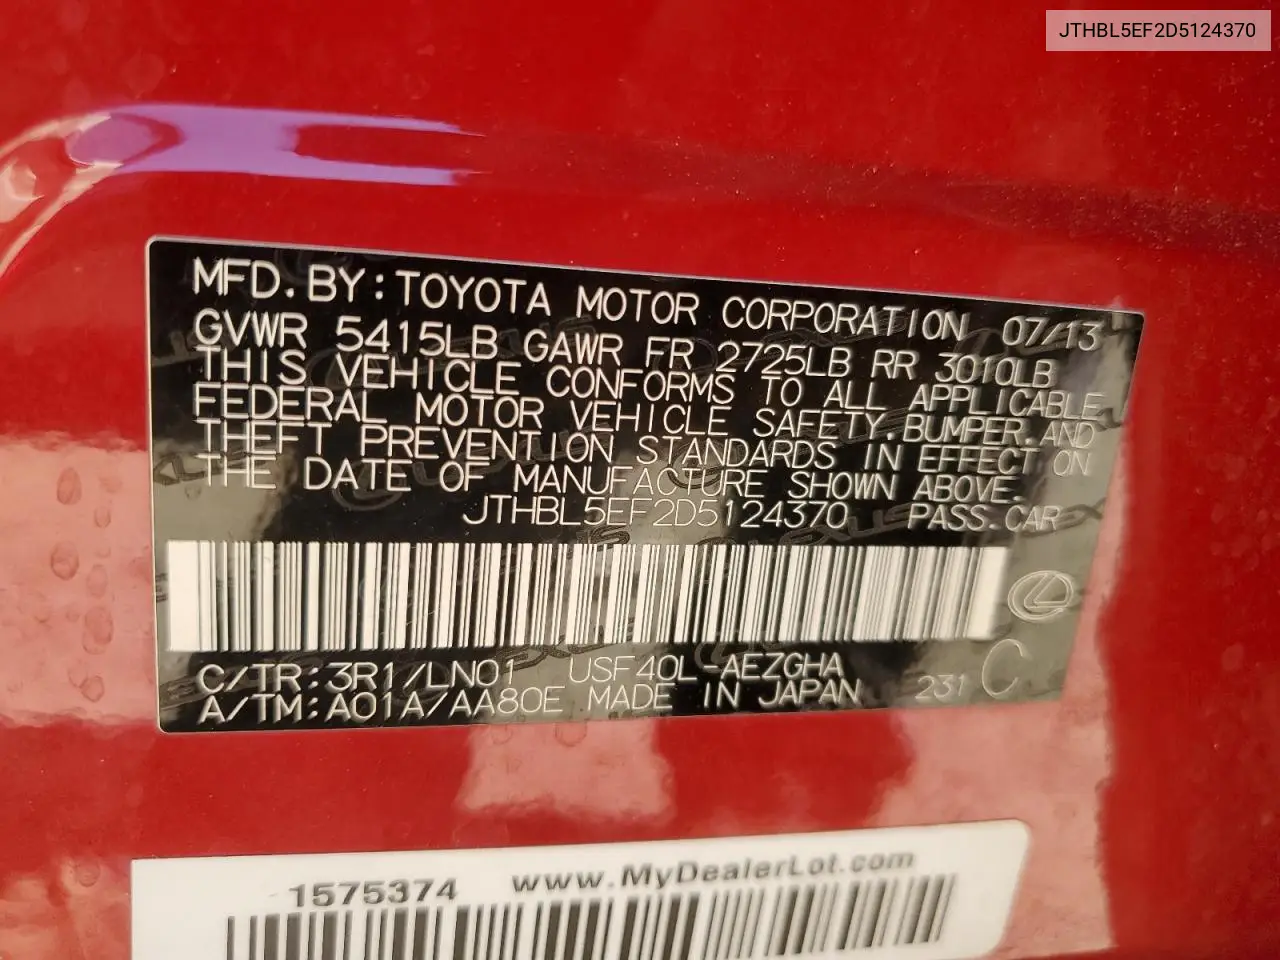 JTHBL5EF2D5124370
MFD. BY: TOYOTA MOTOR CORPORATION 07/13
GVWR 5415LB GAWR FR 2725LB RR 3010LB
THIS VEHICLE CONFORMS TO ALL APPLICABLE
FEDERAL MOTOR VEHICLE SAFETY, BUMPER, AND
THEFT PREVENTION STANDARDS IN EFFECT ON
THE DATE OF MANUFACTURE SHOWN ABOVE.
JTHBL5EF2D5124370 PASS. CAR
C/TR: 3R1/LN01 USF40L-AEZGHA
A/TM: A01A/AA80E MADE IN JAPAN 231 C
1575374 www.MyDealerLot.com